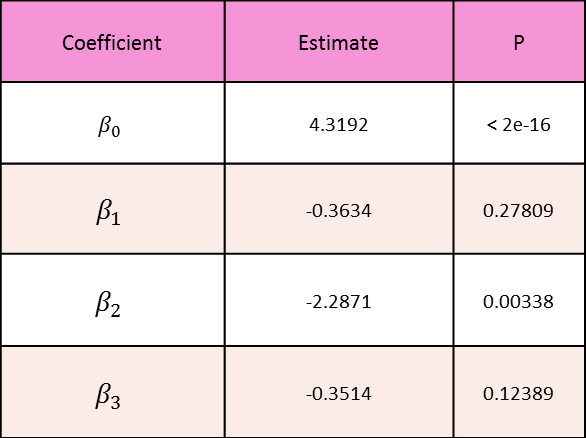 Coefficient Estimate P
β₀ 4.3192 < 2e-16
β₁ -0.3634 0.27809
β₂ -2.2871 0.00338
β₃ -0.3514 0.12389